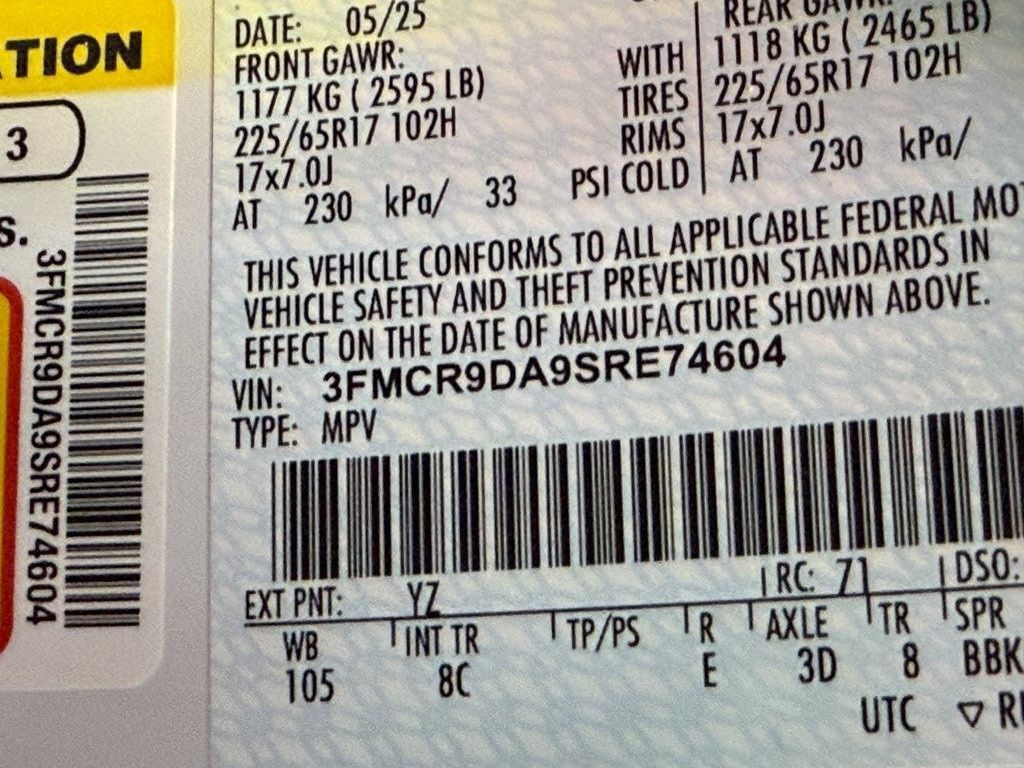 ATION
3
S.
3FMCR9DA9SRE74604
DATE: 05/25
FRONT GAWR: REAR GAWR:
1177 KG ( 2595 LB) WITH 1118 KG ( 2465 LB)
225/65R17 102H TIRES 225/65R17 102H
17x7.0J RIMS 17x7.0J
AT 230 kPa/ 33 PSI COLD AT 230 kPa/
THIS VEHICLE CONFORMS TO ALL APPLICABLE FEDERAL MOT
VEHICLE SAFETY AND THEFT PREVENTION STANDARDS IN
EFFECT ON THE DATE OF MANUFACTURE SHOWN ABOVE.
VIN: 3FMCR9DA9SRE74604
TYPE: MPV
EXT PNT: YZ RC: 71 DSO:
WB INT TR TP/PS R AXLE TR SPR
105 8C E 3D 8 BBK
UTC ▽